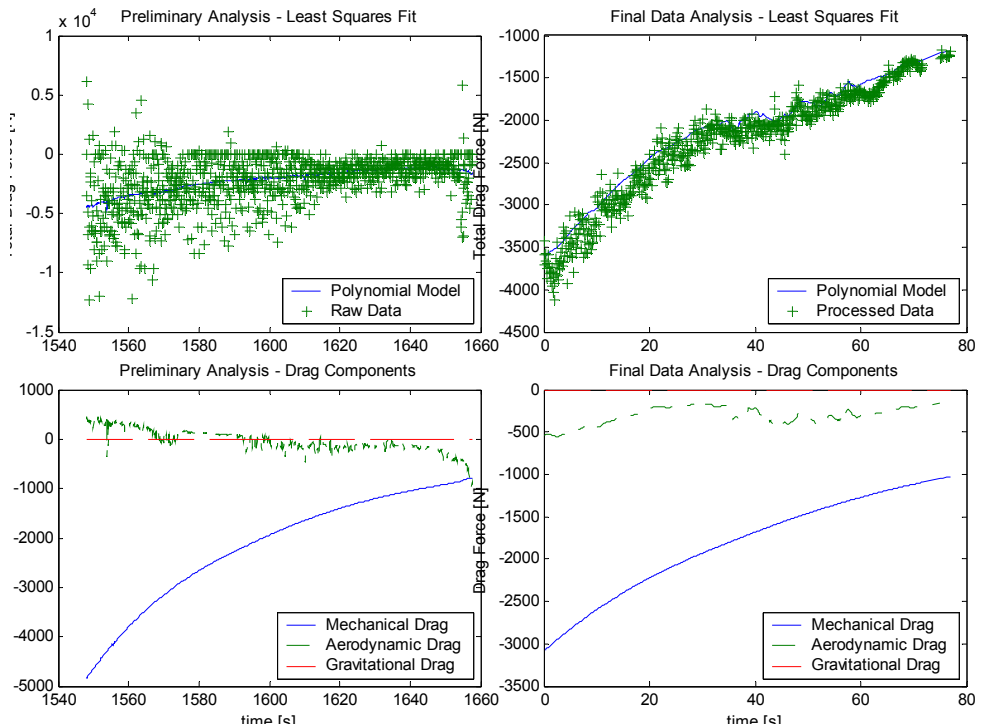 Preliminary Analysis - Least Squares Fit
x 10^4
1
0.5
0
-0.5
-1
-1.5
1540 1560 1580 1600 1620 1640 1660
Polynomial Model
Raw Data
Final Data Analysis - Least Squares Fit
Total Drag Force [N]
-1000
-1500
-2000
-2500
-3000
-3500
-4000
-4500
0 20 40 60 80
Polynomial Model
Processed Data
Preliminary Analysis - Drag Components
1000
0
-1000
-2000
-3000
-4000
-5000
1540 1560 1580 1600 1620 1640 1660
time [s]
Mechanical Drag
Aerodynamic Drag
Gravitational Drag
Final Data Analysis - Drag Components
Drag Force [N]
0
-500
-1000
-1500
-2000
-2500
-3000
-3500
0 20 40 60 80
time [s]
Mechanical Drag
Aerodynamic Drag
Gravitational Drag